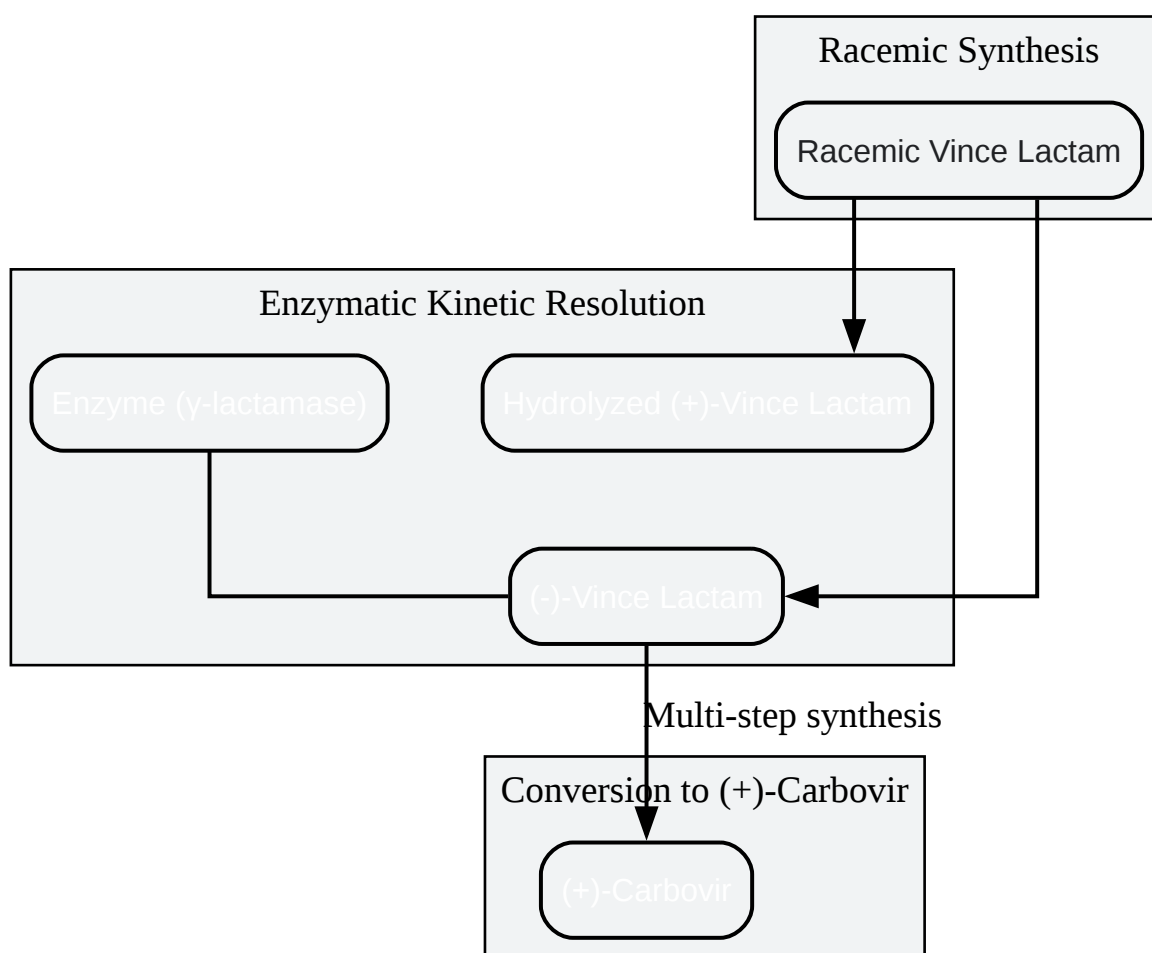 Racemic Synthesis
Racemic Vince Lactam
Enzymatic Kinetic Resolution
Enzyme (γ-lactamase)
Hydrolyzed (+)-Vince Lactam
(-)-Vince Lactam
Multi-step synthesis
Conversion to (+)-Carbovir
(+)-Carbovir